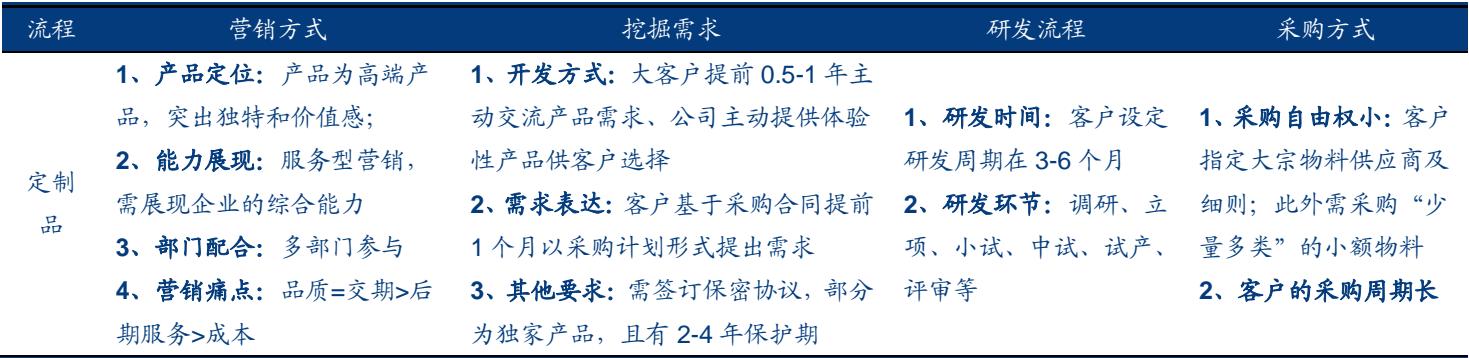 流程 营销方式 挖掘需求 研发流程 采购方式
定制
品
1、产品定位：产品为高端产
品，突出独特和价值感；
2、能力展现：服务型营销，
需展现企业的综合能力
3、部门配合：多部门参与
4、营销痛点：品质=交期>后
期服务>成本
1、开发方式：大客户提前 0.5-1 年主
动交流产品需求、公司主动提供体验
性产品供客户选择
2、需求表达：客户基于采购合同提前
1 个月以采购计划形式提出需求
3、其他要求：需签订保密协议，部分
为独家产品，且有 2-4 年保护期
1、研发时间：客户设定
研发周期在 3-6 个月
2、研发环节：调研、立
项、小试、中试、试产、
评审等
1、采购自由权小：客户
指定大宗物料供应商及
细则；此外需采购“少
量多类”的小额物料
2、客户的采购周期长